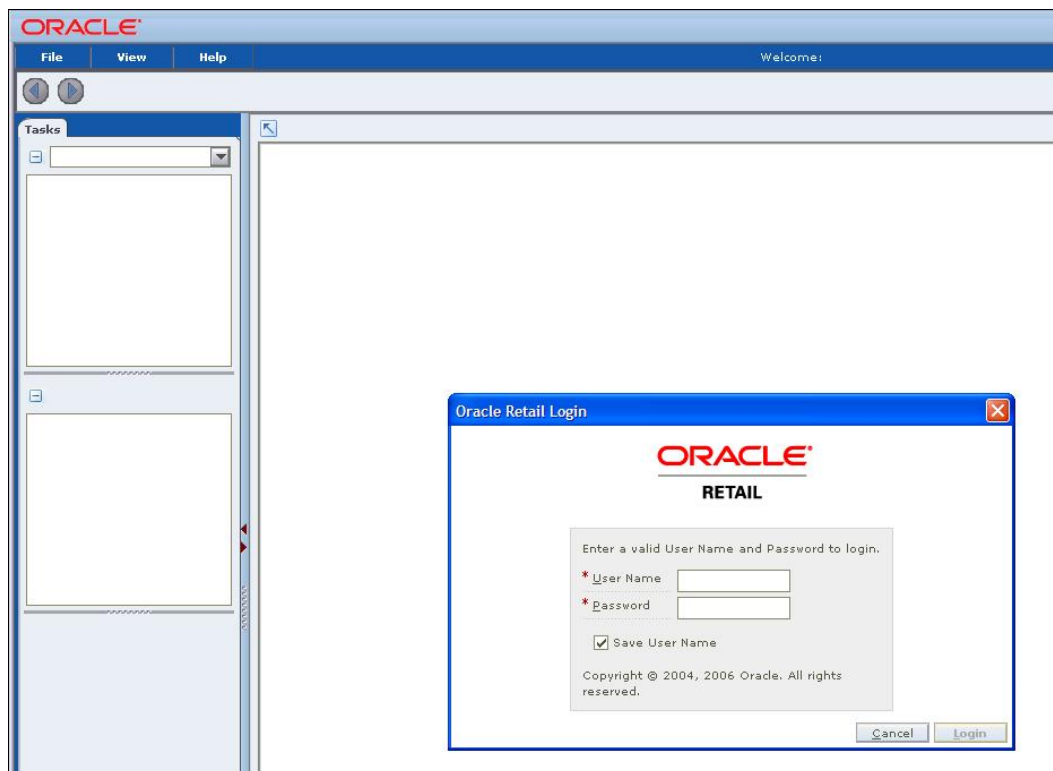 ORACLE
File View Help Welcome:
Tasks
Oracle Retail Login
ORACLE
RETAIL
Enter a valid User Name and Password to login.
* User Name
* Password
Save User Name
Copyright © 2004, 2006 Oracle. All rights
reserved.
Cancel Login